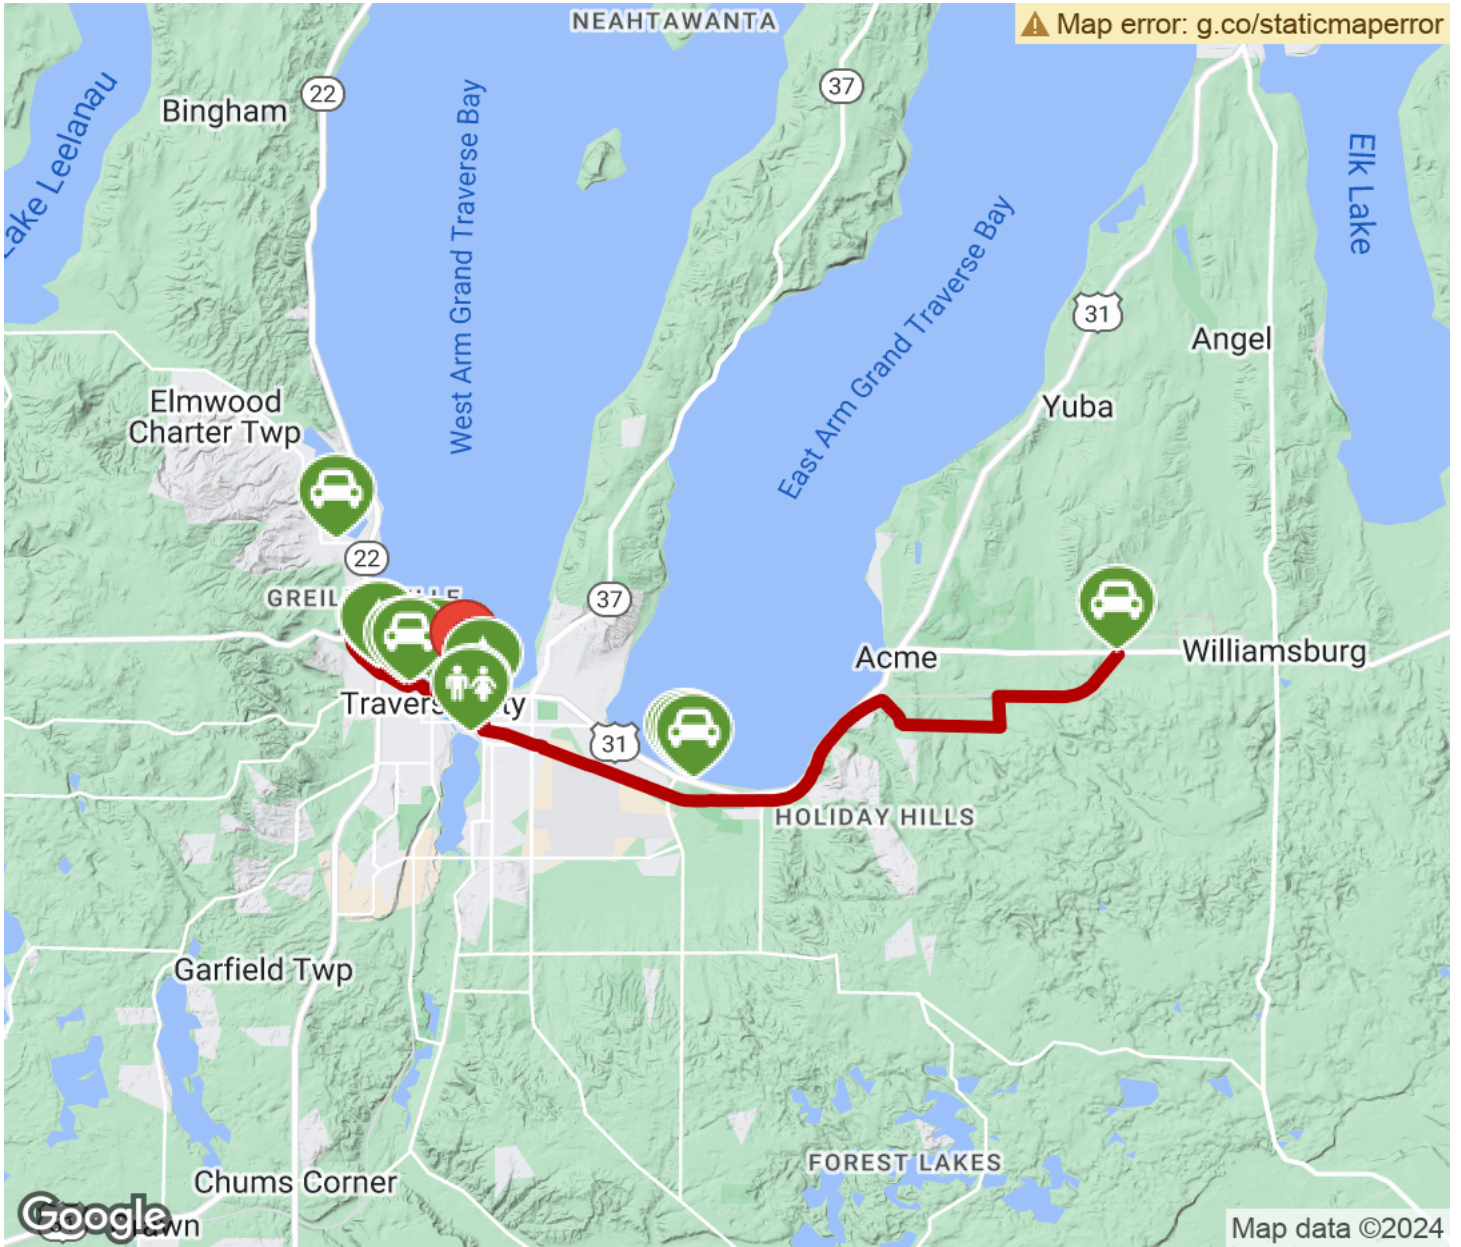 NEAHTAWANTA
Map error: g.co/staticmaperror
22
Bingham
37
Lake Leelanau
West Arm Grand Traverse Bay
East Arm Grand Traverse Bay
Elk Lake
31
Angel
Elmwood
Charter Twp
Yuba
22
37
Acme
Williamsburg
31
HOLIDAY HILLS
Garfield Twp
FOREST LAKES
Chums Corner
Google
Map data ©2024